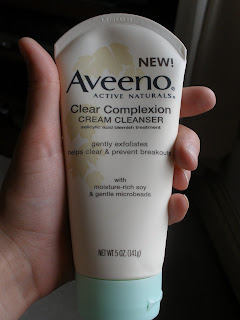 NEW!
Aveeno®
ACTIVE NATURALS®
Clear Complexion
CREAM CLEANSER
salicylic acid blemish treatment
gently exfoliates
helps clear & prevent breakouts
with
moisture-rich soy
& gentle microbeads
NET WT 5 OZ. (141g)